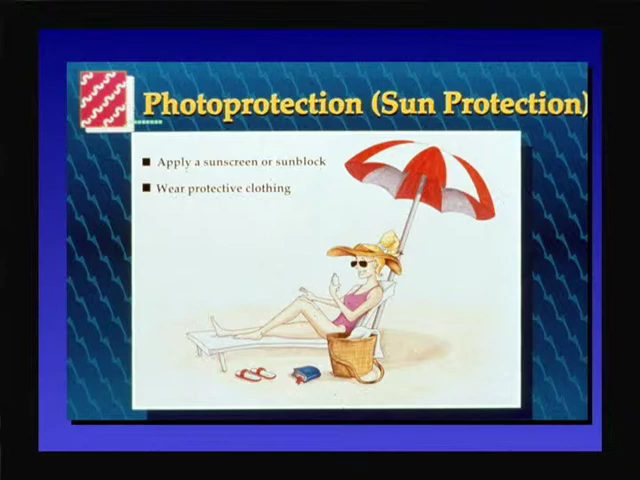 Photoprotection (Sun Protection)
■ Apply a sunscreen or sunblock
■ Wear protective clothing